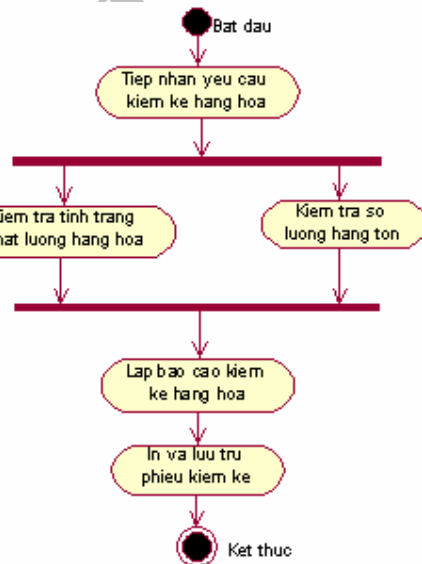 Bat dau
Tiep nhan yeu cau
kiem ke hang hoa
tra tinh trang
luong hang hoa
Kiem tra so
luong hang ton
Lap bao cao kiem
ke hang hoa
In va luu tru
phieu kiem ke
Ket thuc